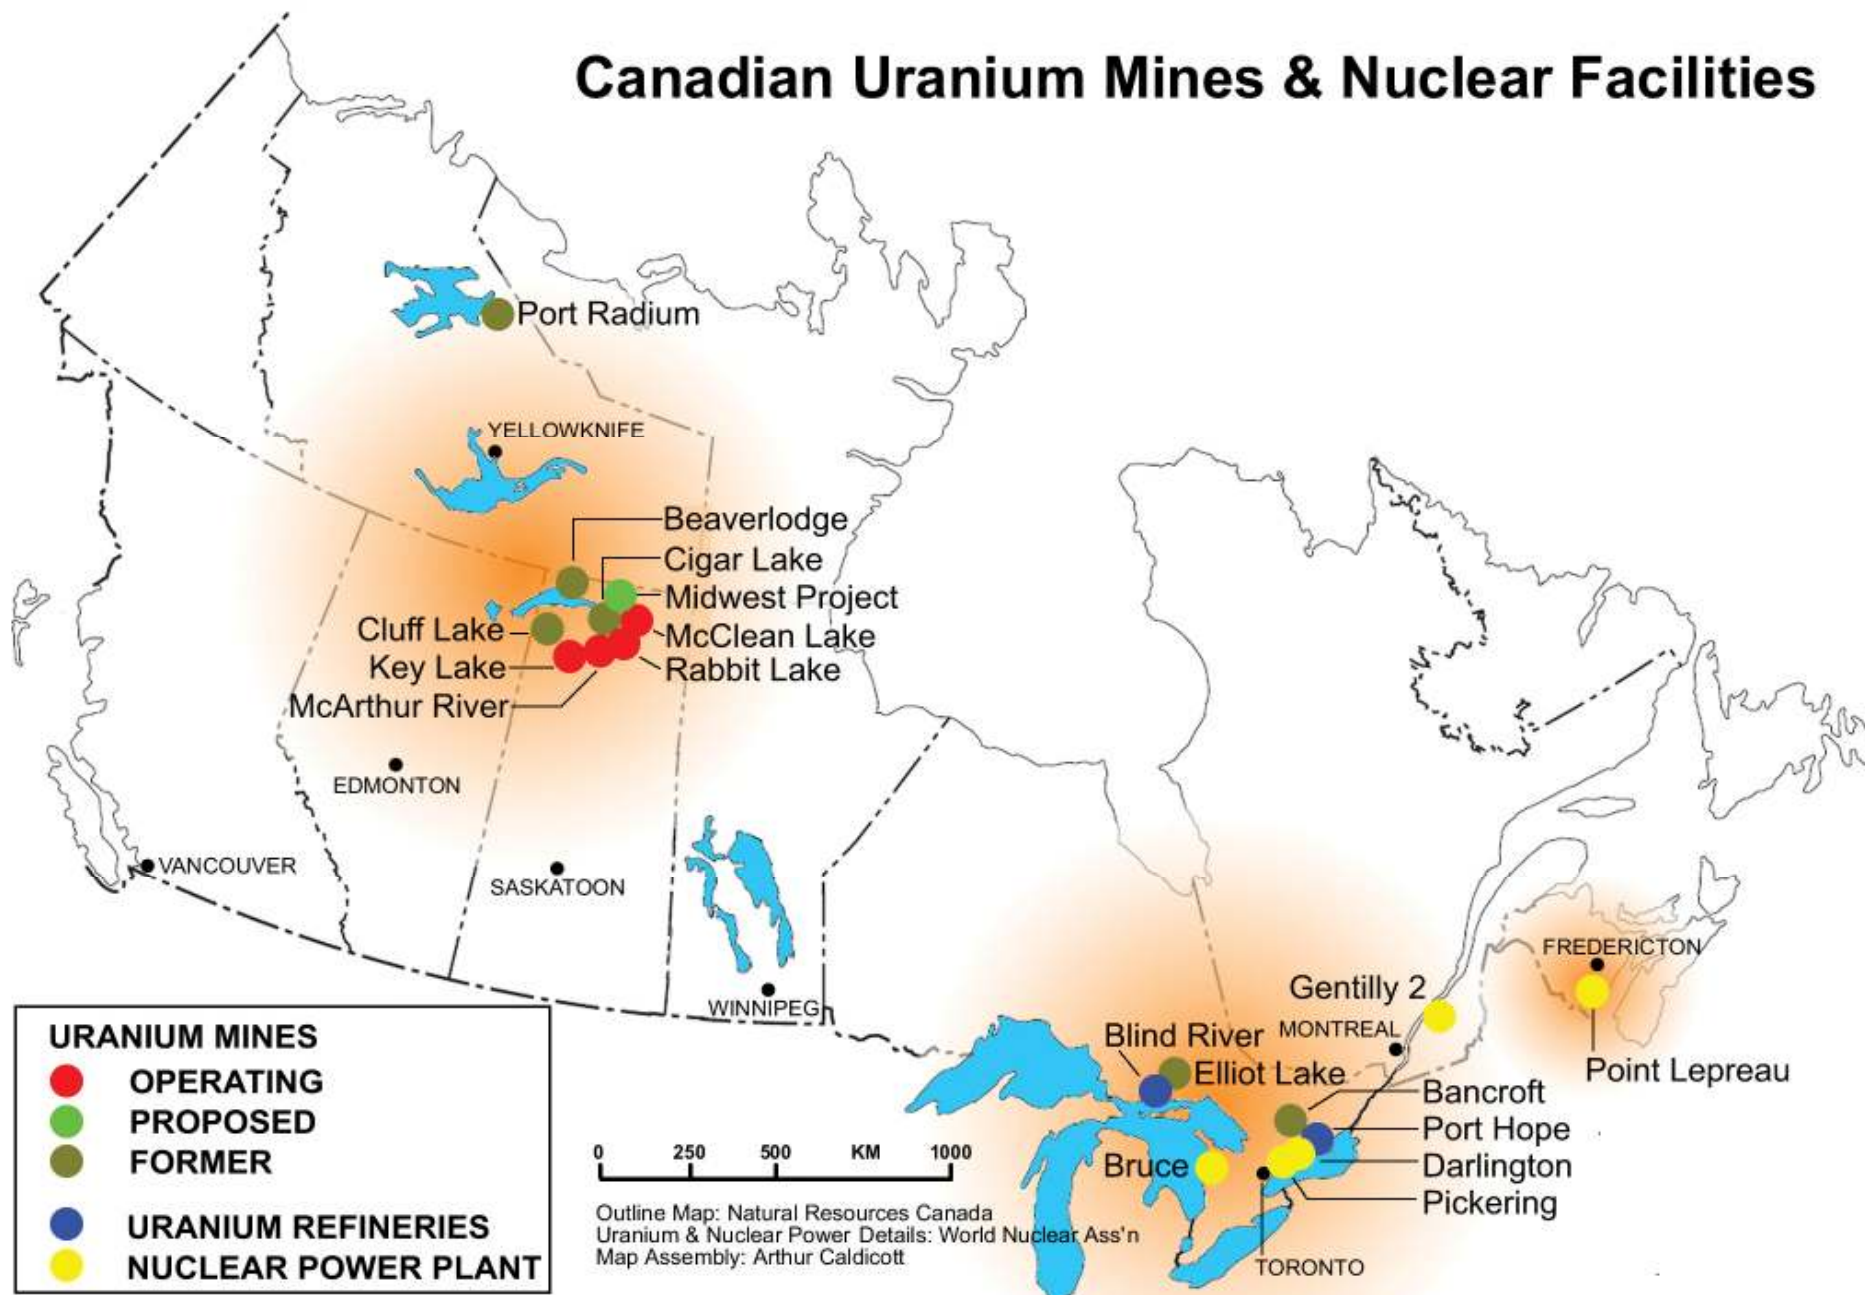 Canadian Uranium Mines & Nuclear Facilities
Port Radium
YELLOWKNIFE
Beaverlodge
Cigar Lake
Midwest Project
Cluff Lake
McClean Lake
Key Lake
Rabbit Lake
McArthur River
EDMONTON
VANCOUVER
SASKATOON
WINNIPEG
FREDERICTON
Gentilly 2
MONTREAL
Blind River
Elliot Lake
Point Lepreau
Bancroft
Port Hope
Bruce
Darlington
Pickering
TORONTO
URANIUM MINES
OPERATING
PROPOSED
FORMER
URANIUM REFINERIES
NUCLEAR POWER PLANT
0 250 500 KM 1000
Outline Map: Natural Resources Canada
Uranium & Nuclear Power Details: World Nuclear Ass'n
Map Assembly: Arthur Caldicott